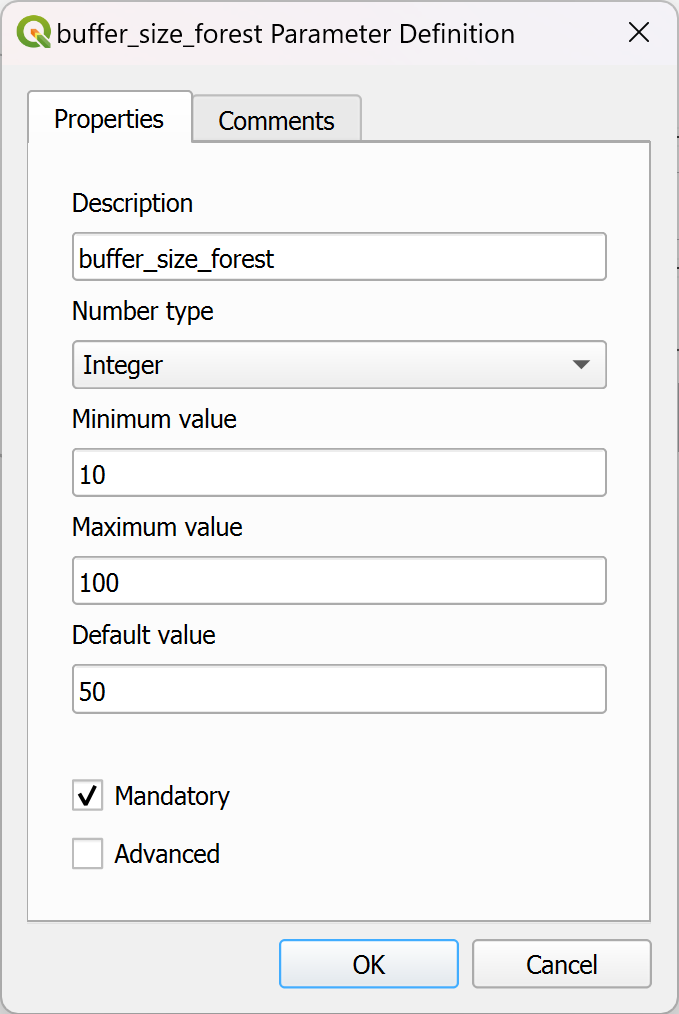 buffer_size_forest Parameter Definition
Properties Comments
Description
buffer_size_forest
Number type
Integer
Minimum value
10
Maximum value
100
Default value
50
Mandatory
Advanced
OK Cancel